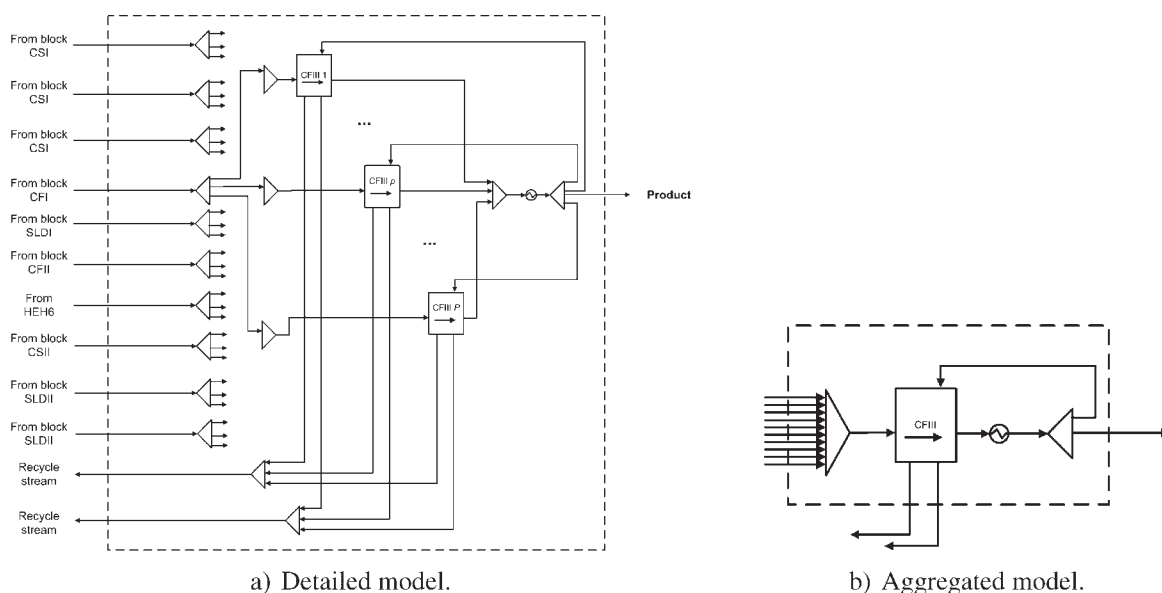 From block
CSI
From block
CSI
From block
CSI
From block
CFI
From block
SLDI
From block
CFII
From
HEH6
From block
CSII
From block
SLDII
From block
SLDII
Recycle
stream
Recycle
stream
CFIII 1
...
CFIII p
...
CFIII P
Product
a) Detailed model.
CFIII
b) Aggregated model.